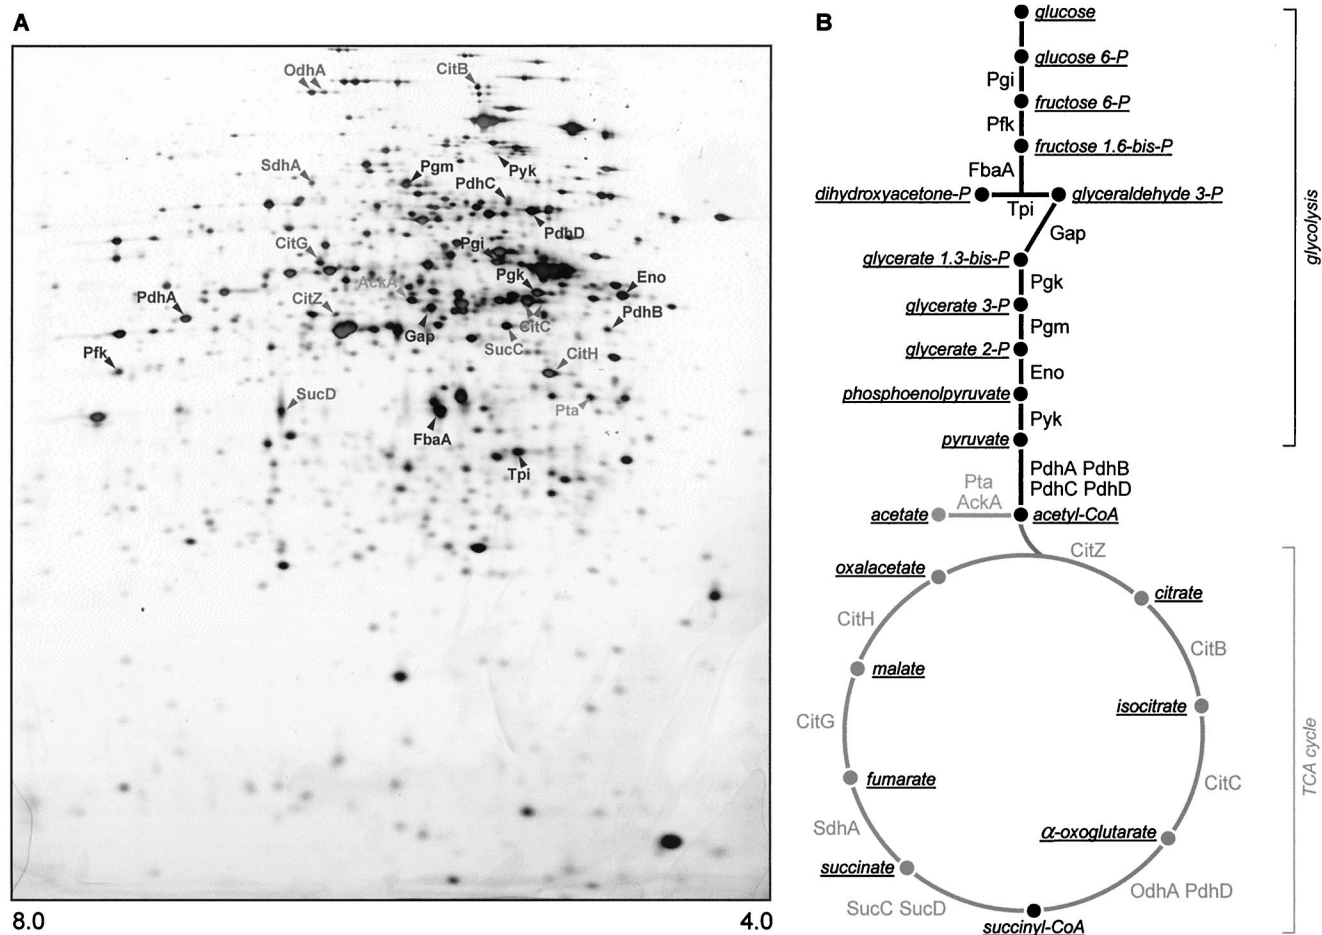 A
OdhA
CitB
SdhA
Pgm
Pyk
PdhC
PdhD
CitG
Pgi
Pgk
Eno
AckA
PdhA
CitZ
PdhB
Gap
CitC
SucC
CitH
Pfk
SucD
Pta
FbaA
Tpi
8.0
4.0
B
glucose
glucose 6-P
Pgi
fructose 6-P
Pfk
fructose 1.6-bis-P
FbaA
dihydroxyacetone-P
glyceraldehyde 3-P
Tpi
Gap
glycerate 1.3-bis-P
Pgk
glycerate 3-P
Pgm
glycerate 2-P
Eno
phosphoenolpyruvate
Pyk
pyruvate
glycolysis
PdhA PdhB
PdhC PdhD
Pta
AckA
acetate
acetyl-CoA
CitZ
oxalacetate
citrate
CitH
CitB
malate
isocitrate
CitG
TCA cycle
fumarate
CitC
SdhA
α-oxoglutarate
succinate
OdhA PdhD
SucC SucD
succinyl-CoA